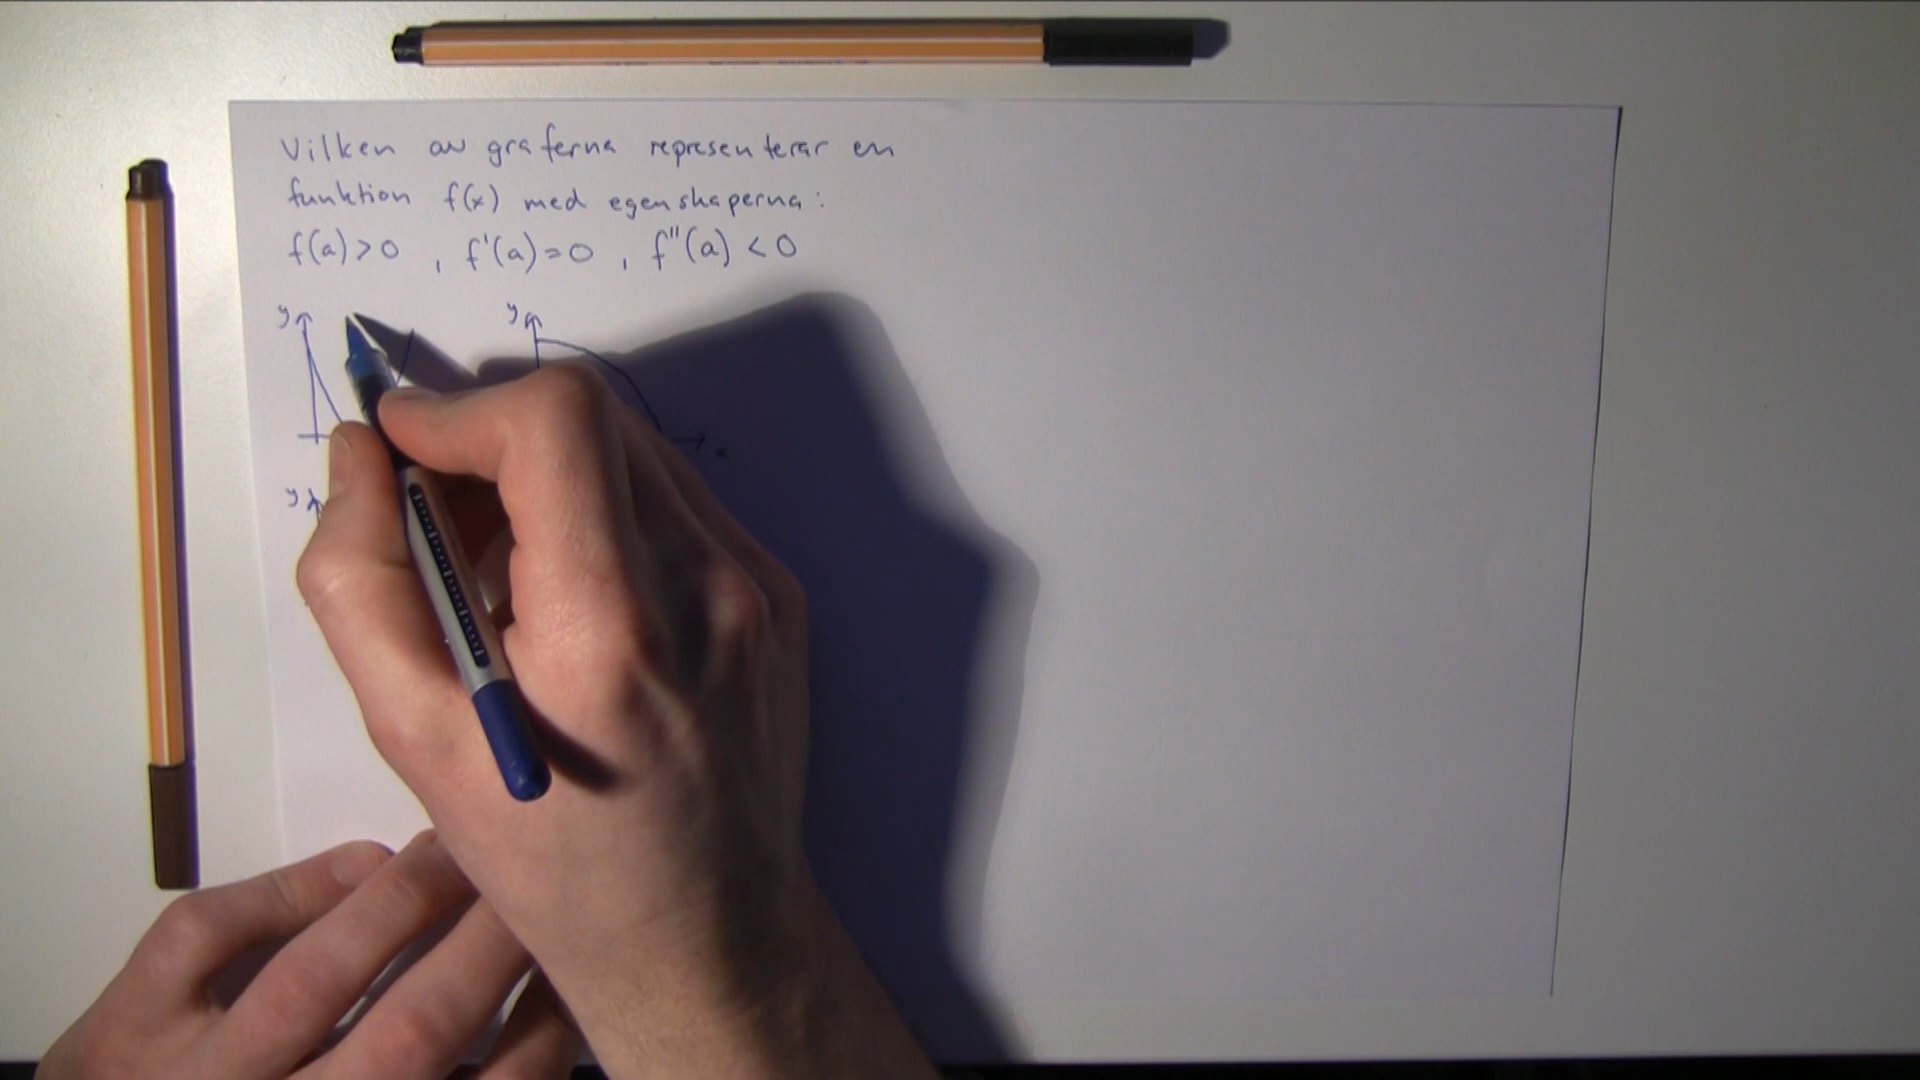 Vilken av graferna representerar en
funktion f(x) med egenskaperna:
f(a)>0 , f'(a)=0 , f''(a) <0
y y
x
y